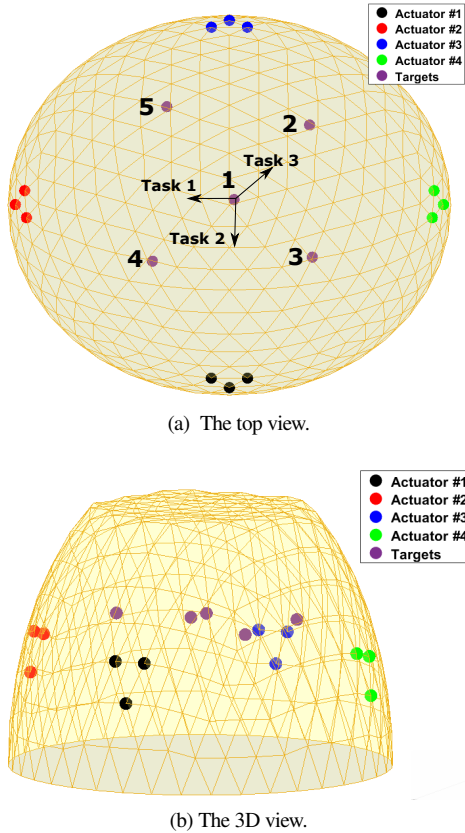 Actuator #1
Actuator #2
Actuator #3
Actuator #4
Targets
5
2
Task 3
1
Task 1
Task 2
4
3
(a) The top view.
Actuator #1
Actuator #2
Actuator #3
Actuator #4
Targets
(b) The 3D view.